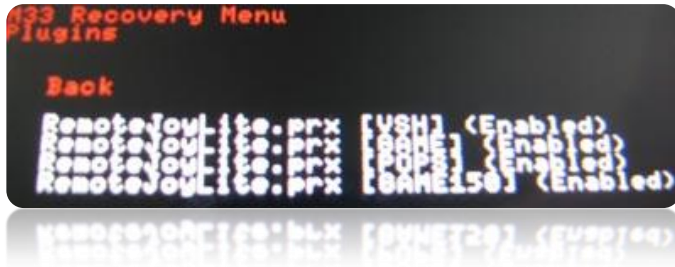 M33 Recovery Menu
Plugins
Back
RemoteJoyLite.prx [VSH] (Enabled)
RemoteJoyLite.prx [GAME] (Enabled)
RemoteJoyLite.prx [POPS] (Enabled)
RemoteJoyLite.prx [GAME150] (Enabled)